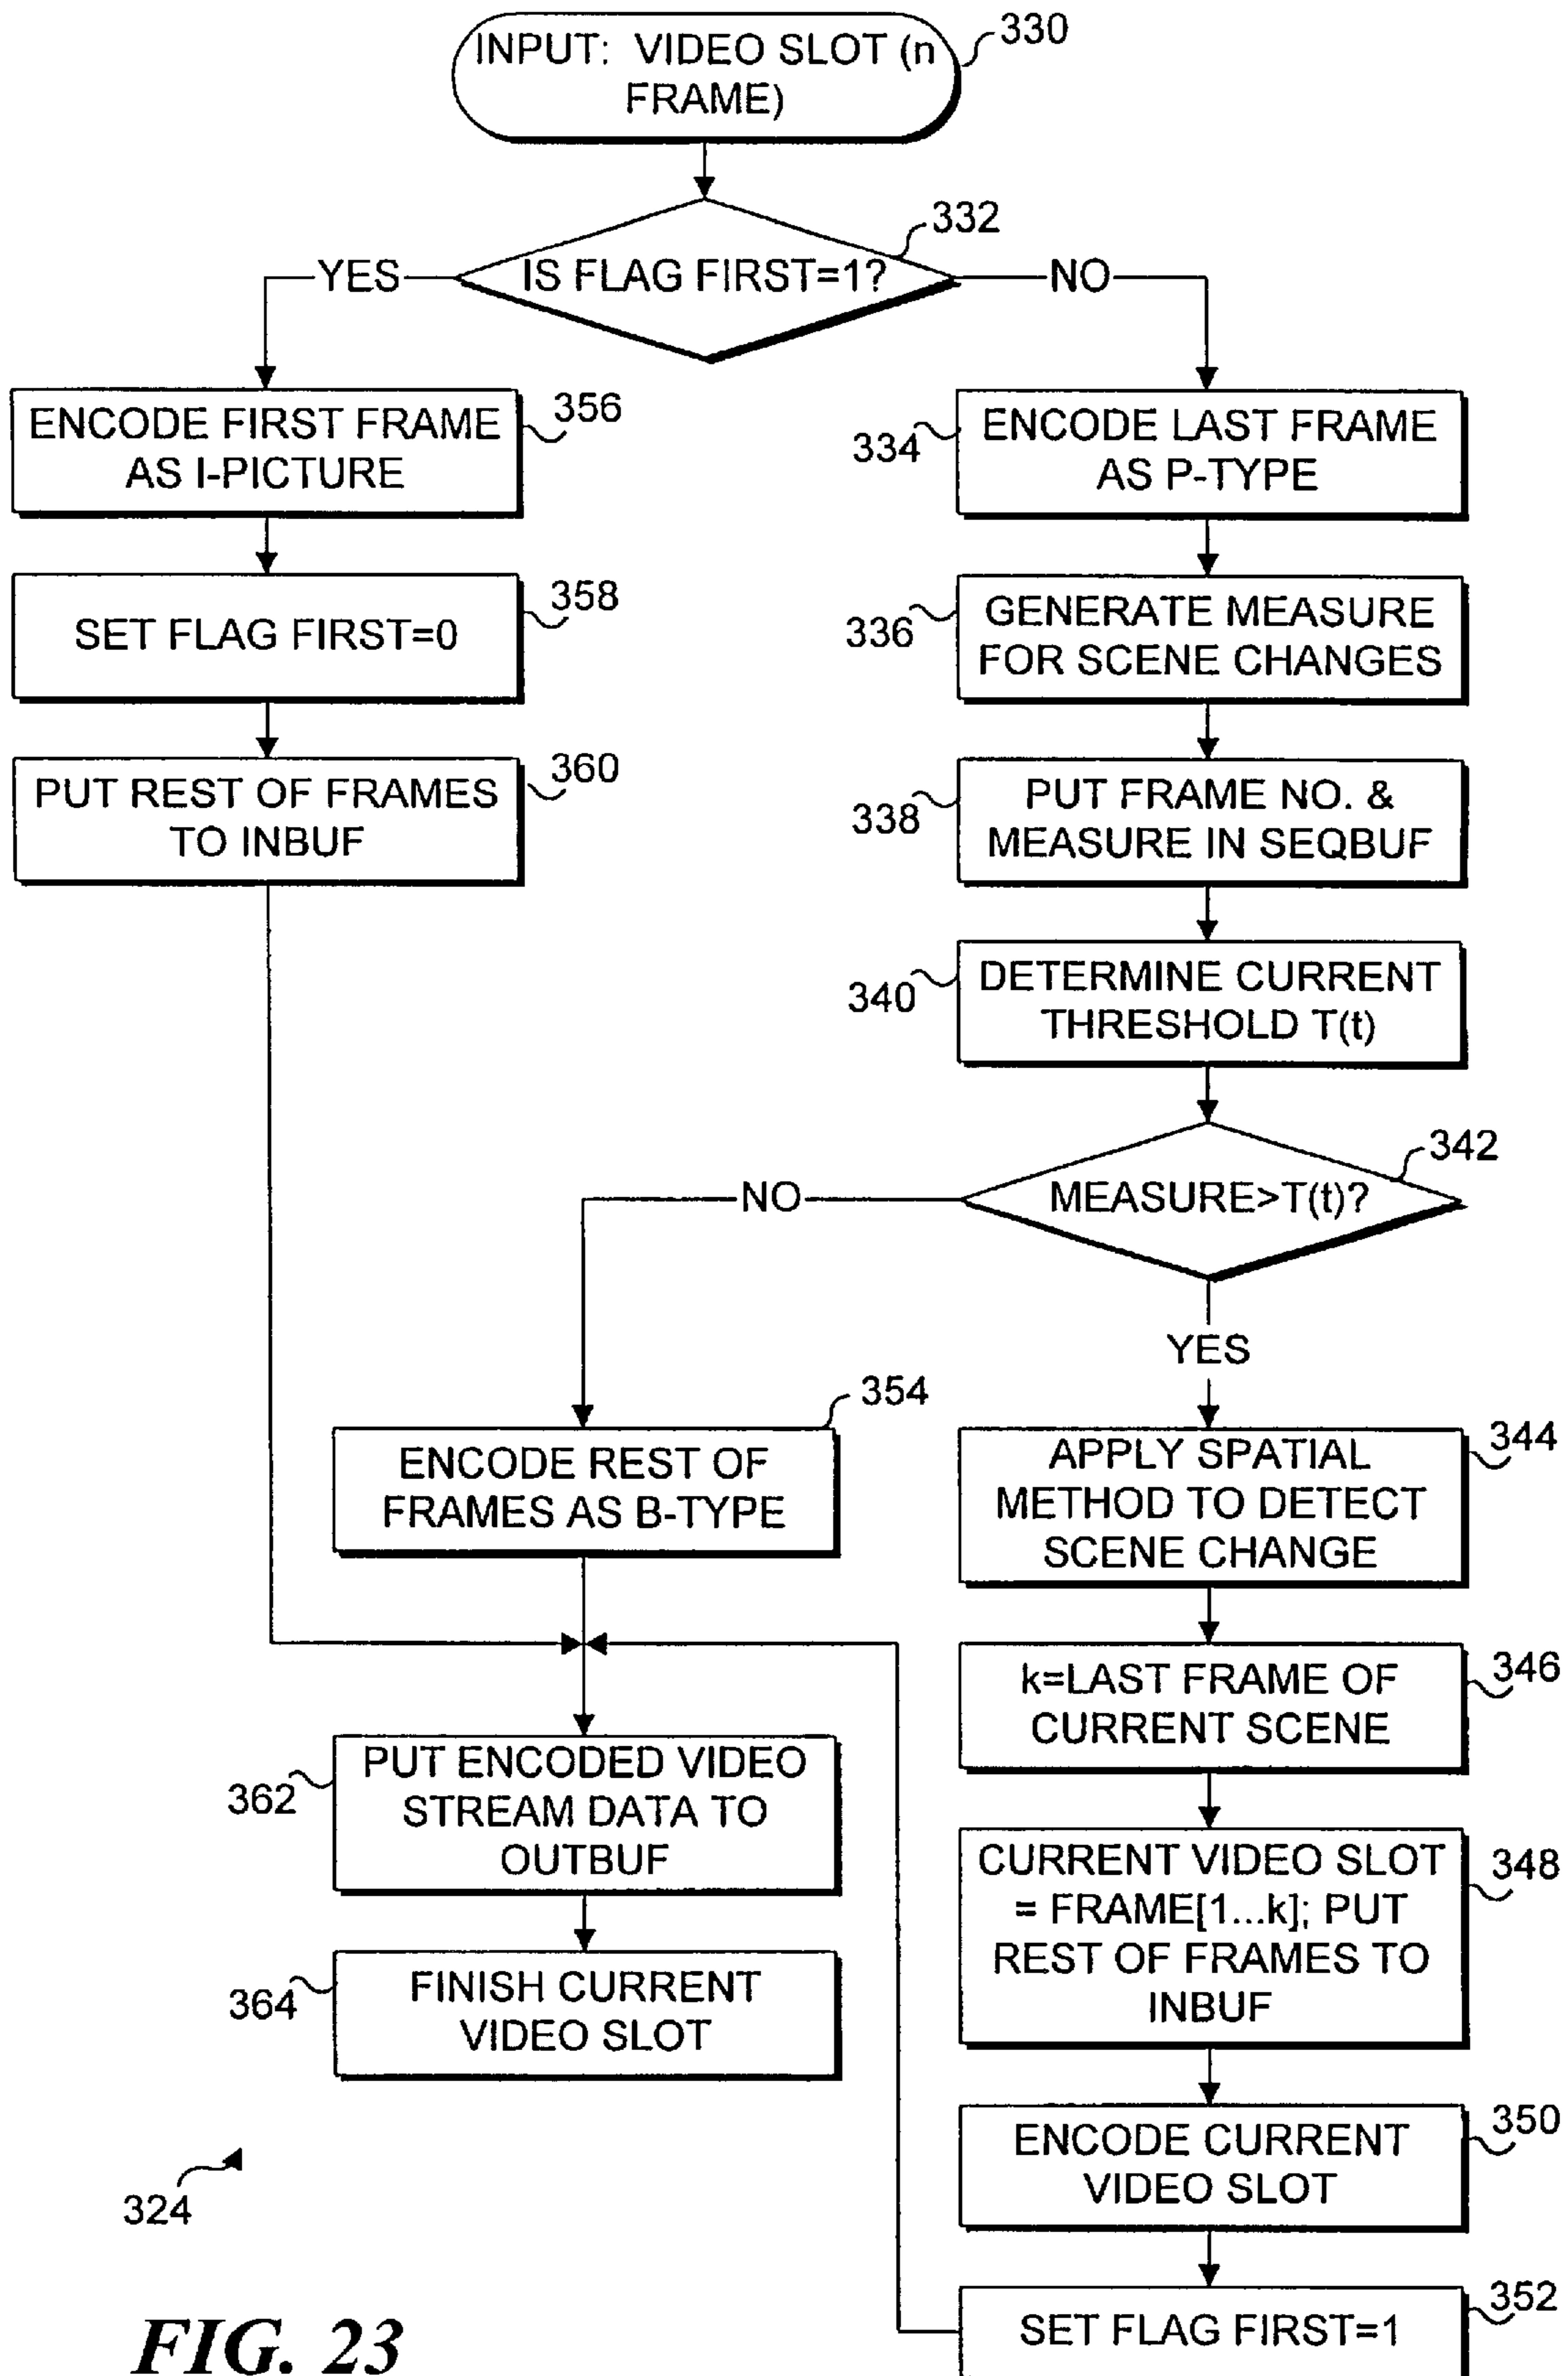 INPUT: VIDEO SLOT (n
FRAME)
330
IS FLAG FIRST=1?
332
YES
NO
ENCODE FIRST FRAME
AS I-PICTURE
356
334
ENCODE LAST FRAME
AS P-TYPE
SET FLAG FIRST=0
358
336
GENERATE MEASURE
FOR SCENE CHANGES
PUT REST OF FRAMES
TO INBUF
360
338
PUT FRAME NO. &
MEASURE IN SEQBUF
340
DETERMINE CURRENT
THRESHOLD T(t)
342
MEASURE>T(t)?
NO
YES
354
ENCODE REST OF
FRAMES AS B-TYPE
344
APPLY SPATIAL
METHOD TO DETECT
SCENE CHANGE
346
k=LAST FRAME OF
CURRENT SCENE
362
PUT ENCODED VIDEO
STREAM DATA TO
OUTBUF
348
CURRENT VIDEO SLOT
= FRAME[1...k]; PUT
REST OF FRAMES TO
INBUF
364
FINISH CURRENT
VIDEO SLOT
350
ENCODE CURRENT
VIDEO SLOT
324
352
SET FLAG FIRST=1
FIG. 23